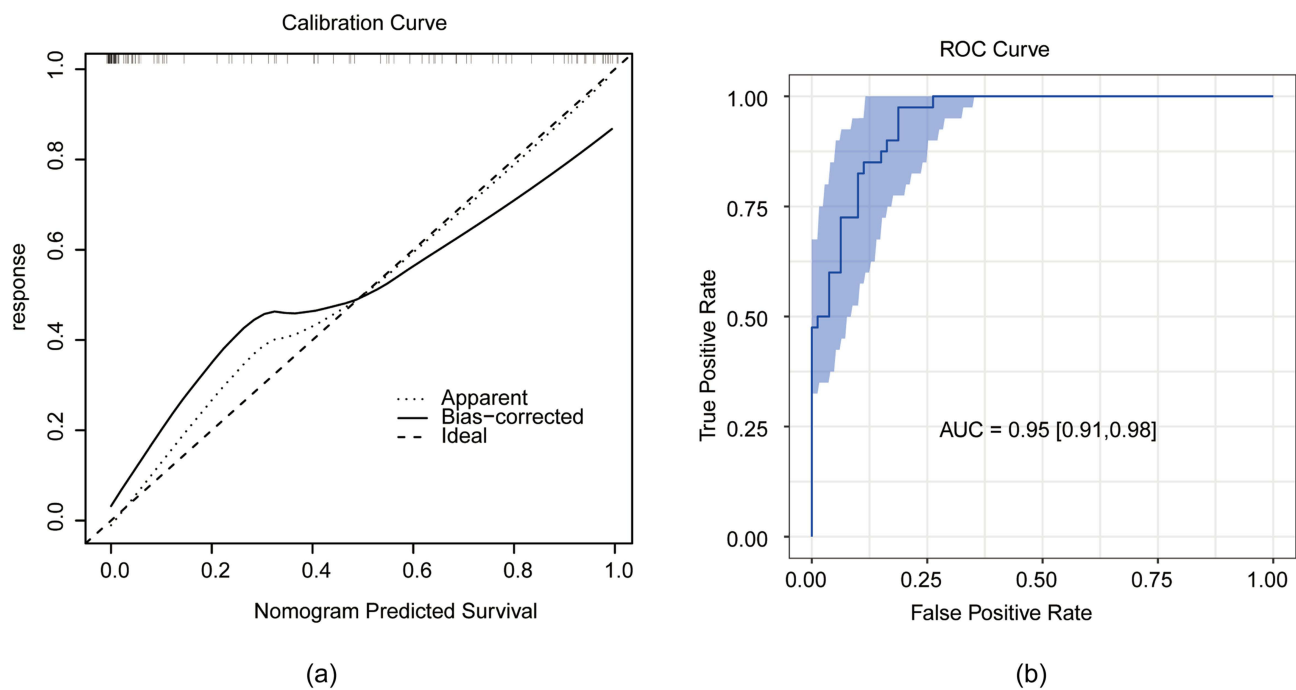 Calibration Curve
1.0
0.8
0.6
0.4
0.2
0.0
response
Apparent
Bias-corrected
Ideal
0.0 0.2 0.4 0.6 0.8 1.0
Nomogram Predicted Survival
(a)
ROC Curve
1.00
0.75
0.50
0.25
0.00
True Positive Rate
AUC = 0.95 [0.91,0.98]
0.00 0.25 0.50 0.75 1.00
False Positive Rate
(b)